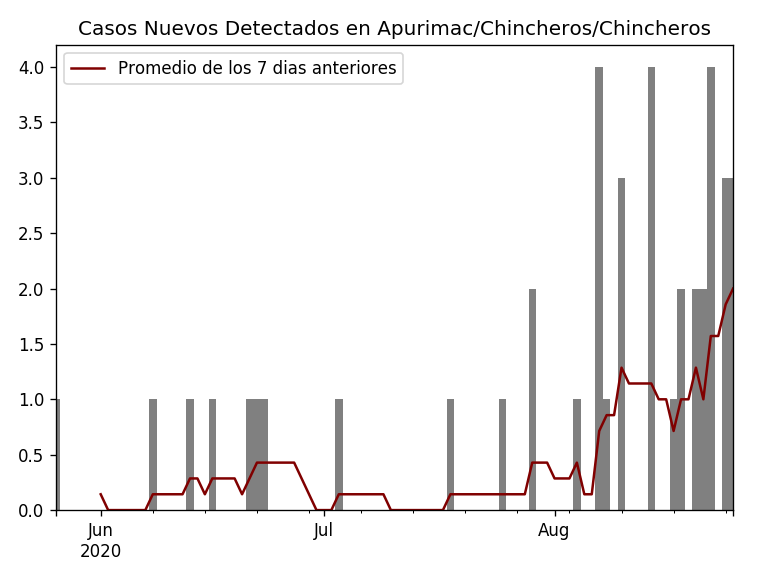 Casos Nuevos Detectados en Apurimac/Chincheros/Chincheros
Promedio de los 7 dias anteriores
4.0
3.5
3.0
2.5
2.0
1.5
1.0
0.5
0.0
Jun
2020
Jul
Aug